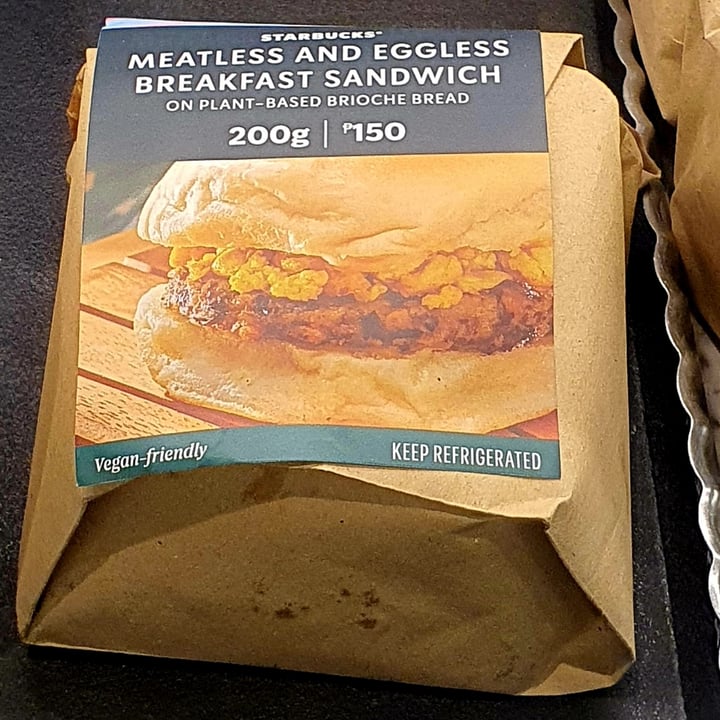 STARBUCKS®
MEATLESS AND EGGLESS
BREAKFAST SANDWICH
ON PLANT-BASED BRIOCHE BREAD
200g | ₱150
Vegan-friendly
KEEP REFRIGERATED